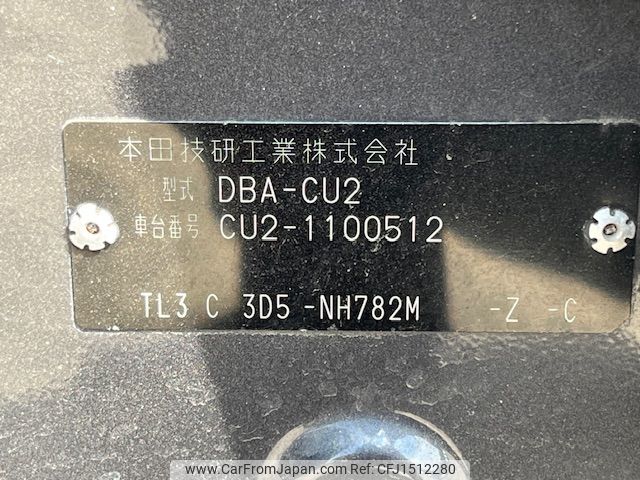 本田技研工業株式会社
型式 DBA-CU2
車台番号 CU2-1100512
TL3 C 3D5 -NH782M -Z -C
www.CarFromJapan.com | CFJ1512280